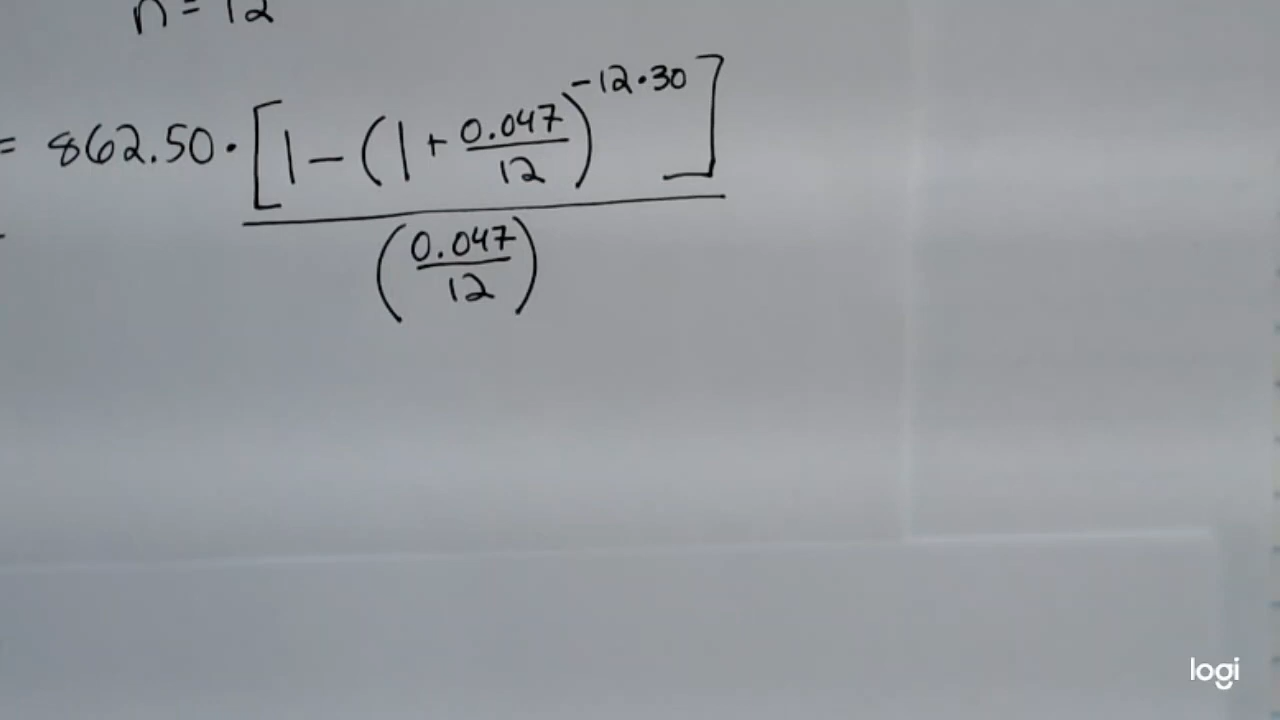 n = 12
= 862.50 · [1 - (1 + 0.047/12)^-12·30]
(0.047/12)
logi